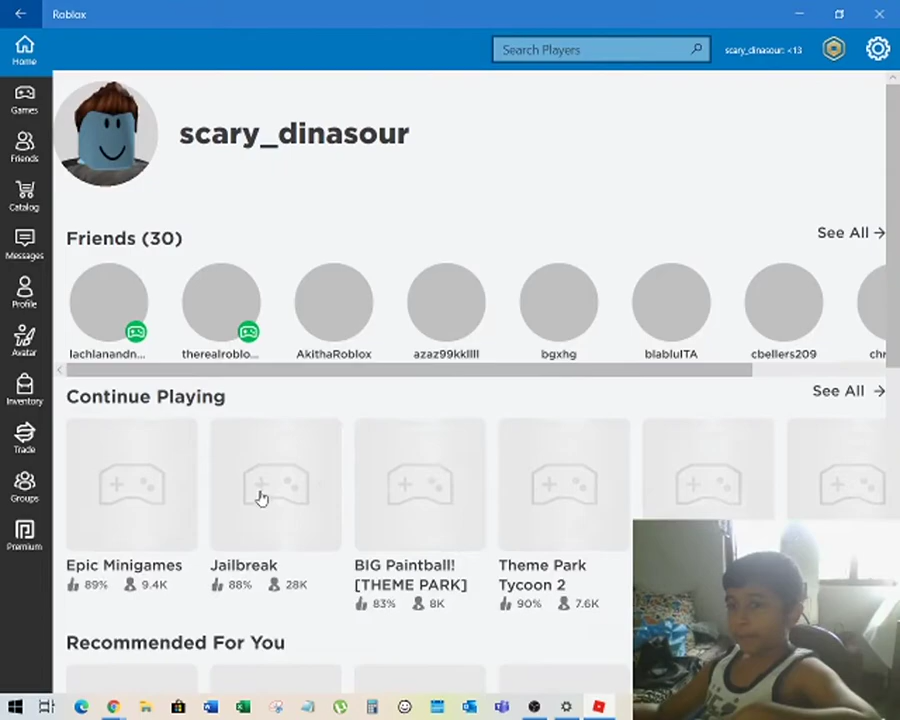 Roblox
Home
Search Players
scary_dinasour: <13
Games
Friends
Catalog
Messages
Profile
Avatar
Inventory
Trade
Groups
Premium
scary_dinasour
Friends (30)
See All
lachlanandn...
therealroblo...
AkithaRoblox
azaz99kkllll
bgxhg
blabluITA
cbellers209
chr
Continue Playing
See All
Epic Minigames
89% 9.4K
Jailbreak
88% 28K
BIG Paintball!
[THEME PARK]
83% 8K
Theme Park
Tycoon 2
90% 7.6K
Recommended For You